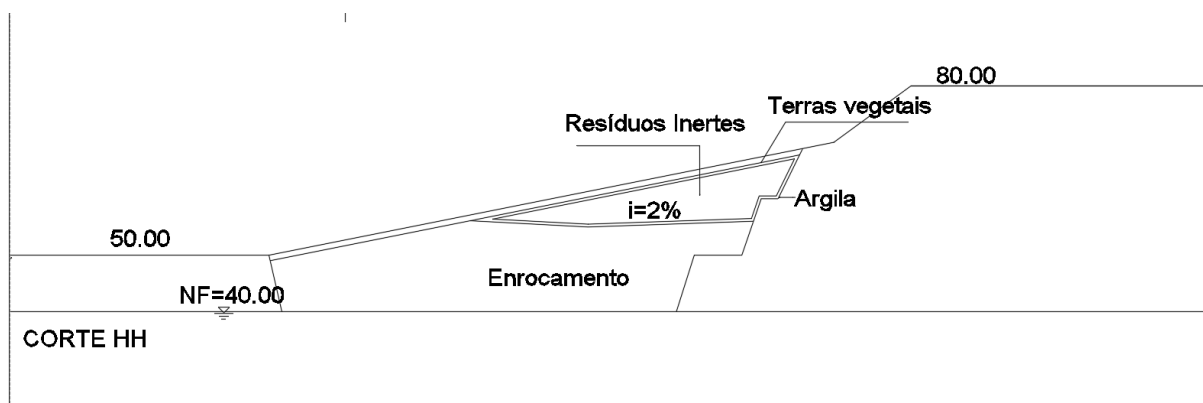 80.00
Terras vegetais
Resíduos Inertes
Argila
i=2%
50.00
Enrocamento
NF=40.00
CORTE HH